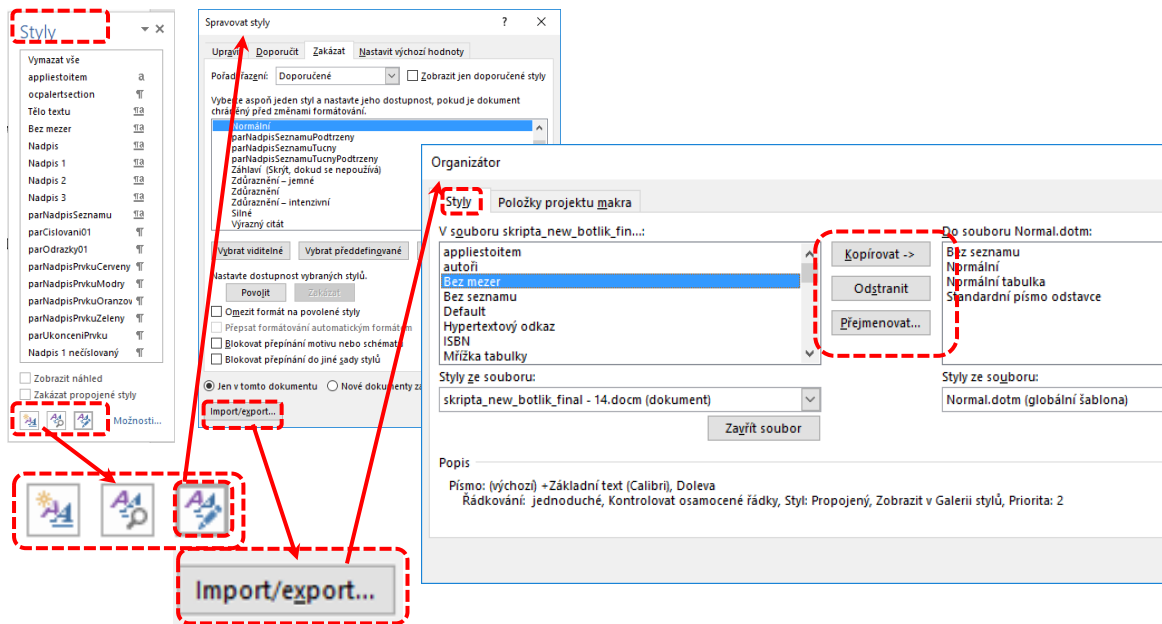 Styly
Vymazat vše
appliestoitem a
ocpalertsection ¶
Tělo textu ¶a
Bez mezer ¶a
Nadpis ¶a
Nadpis 1 ¶a
Nadpis 2 ¶a
Nadpis 3 ¶a
parNadpisSeznamu ¶a
parCislovani01 ¶
parOdrazky01 ¶
parNadpisPrvkuCerveny ¶
parNadpisPrvkuModry ¶
parNadpisPrvkuOranzov ¶
parNadpisPrvkuZeleny ¶
parUkonceniPrvku ¶
Nadpis 1 nečíslovaný ¶
Zobrazit náhled
Zakázat propojené styly
Možnosti...
Spravovat styly ?
Upravit Doporučit Zakázat Nastavit výchozí hodnoty
Pořadí řazení: Doporučené Zobrazit jen doporučené styly
Vyberte aspoň jeden styl a nastavte jeho dostupnost, pokud je dokument
chráněný před změnami formátování.
Normální
parNadpisSeznamuPodtrzeny
parNadpisSeznamuTucny
parNadpisSeznamuTucnyPodtrzeny
Záhlaví (Skrýt, dokud se nepoužívá)
Zdůraznění – jemné
Zdůraznění
Zdůraznění – intenzivní
Silné
Výrazný citát
Vybrat viditelné Vybrat předdefinované
Nastavte dostupnost vybraných stylů.
Povolit Zakázat
Omezit formát na povolené styly
Přepsat formátování automatickým formátem
Blokovat přepínání motivu nebo schématu
Blokovat přepínání do jiné sady stylů
Jen v tomto dokumentu Nové dokumenty za
Import/export...
Import/export...
Organizátor
Styly Položky projektu makra
V souboru skripta_new_botlik_fin...:
appliestoitem
autoři
Bez mezer
Bez seznamu
Default
Hypertextový odkaz
ISBN
Mřížka tabulky
Kopírovat ->
Odstranit
Přejmenovat...
Do souboru Normal.dotm:
Bez seznamu
Normální
Normální tabulka
Standardní písmo odstavce
Styly ze souboru:
skripta_new_botlik_final - 14.docm (dokument)
Zavřít soubor
Styly ze souboru:
Normal.dotm (globální šablona)
Popis
Písmo: (výchozí) +Základní text (Calibri), Doleva
Řádkování: jednoduché, Kontrolovat osamocené řádky, Styl: Propojený, Zobrazit v Galerii stylů, Priorita: 2